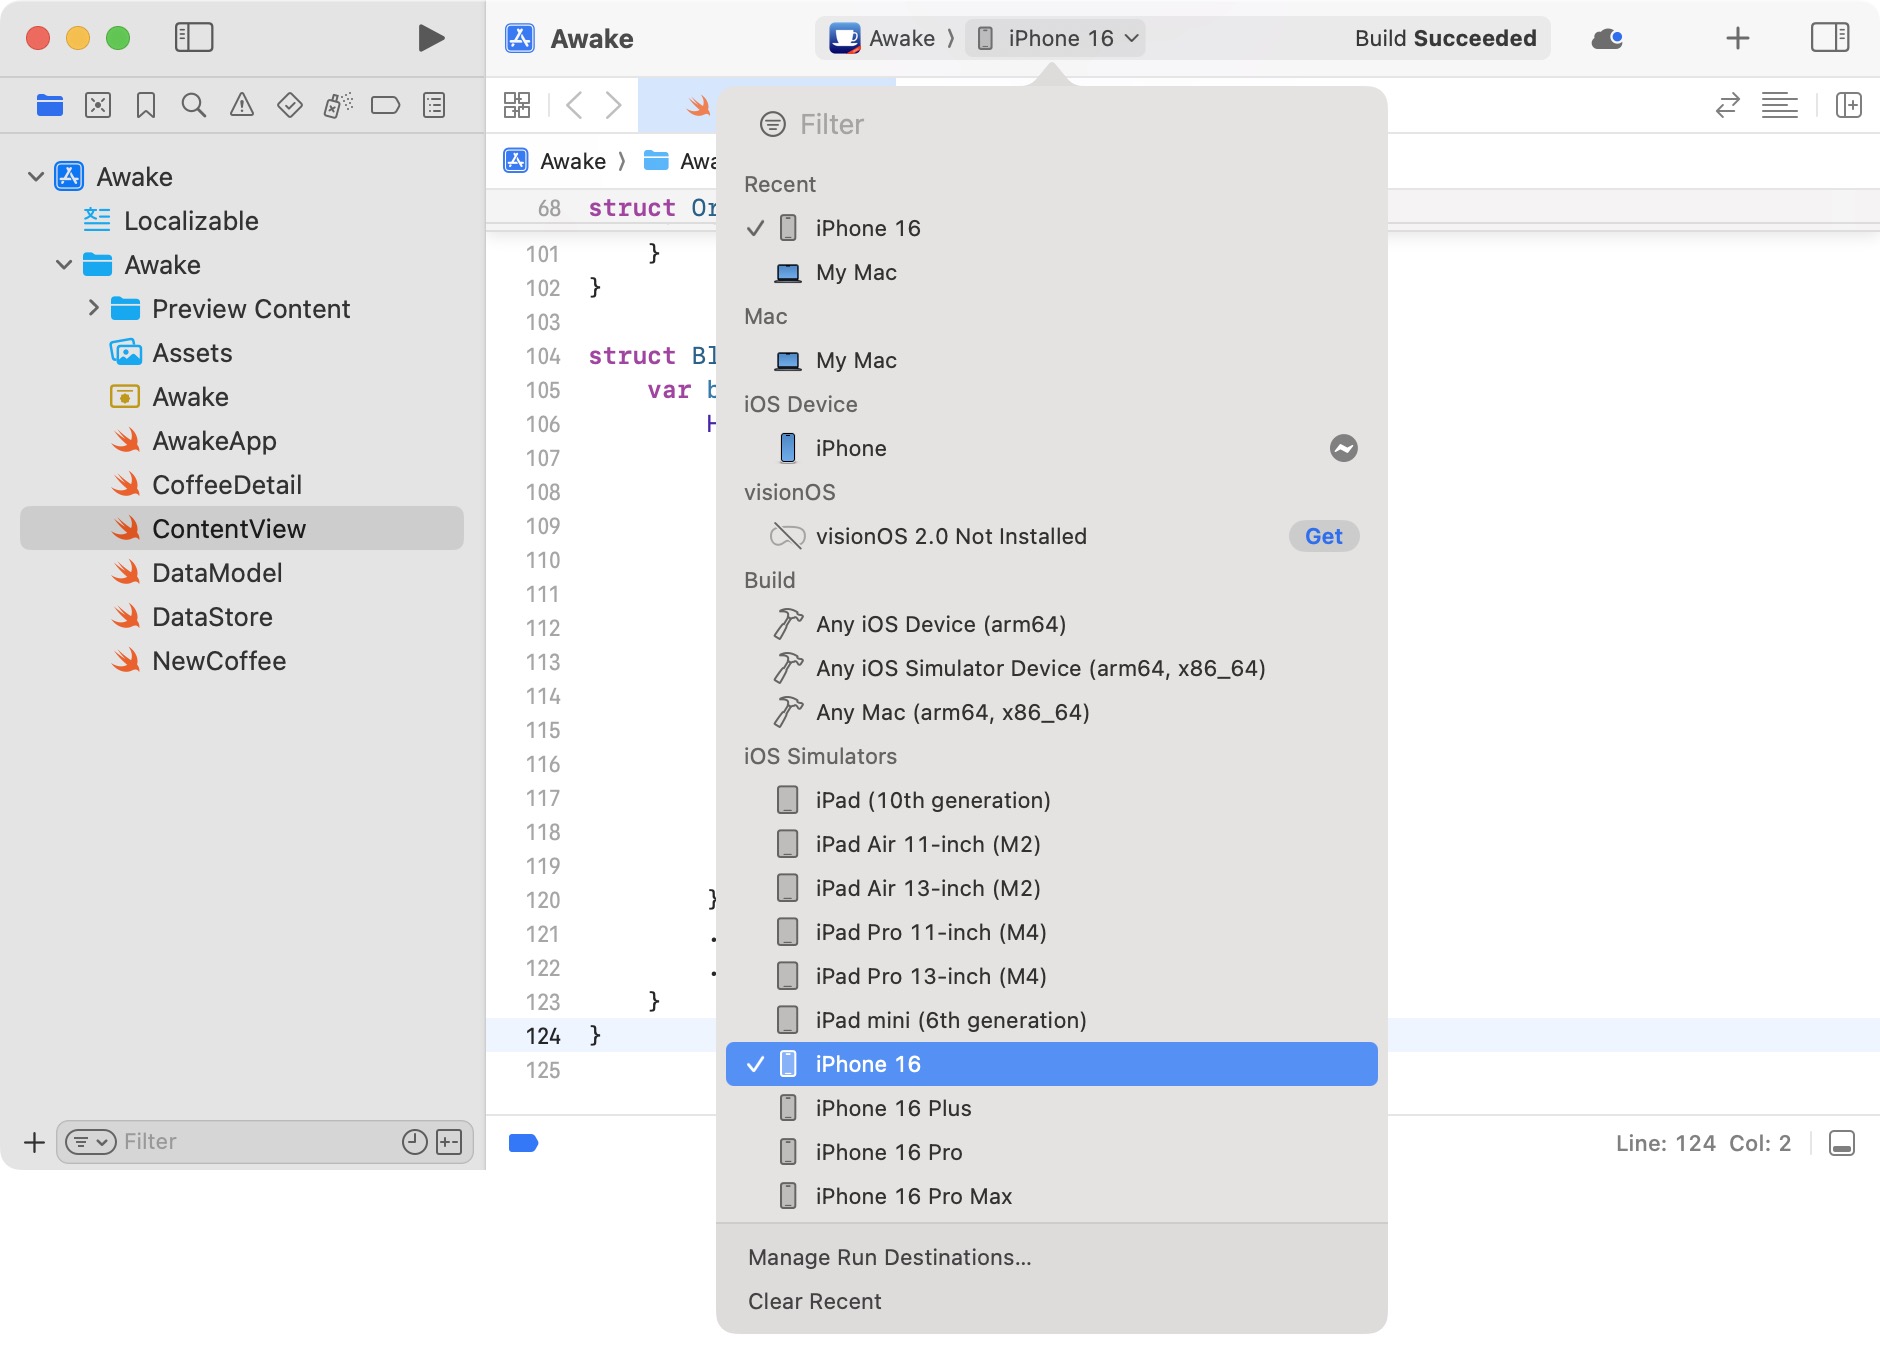 Awake
Awake 〉 iPhone 16
Build Succeeded
Awake
Localizable
Awake
Preview Content
Assets
Awake
AwakeApp
CoffeeDetail
ContentView
DataModel
DataStore
NewCoffee
Filter
Awake 〉 Awa
68 struct Or
101 }
102 }
103
104 struct Bl
105 var b
106 H
107
108
109
110
111
112
113
114
115
116
117
118
119
120 }
121 .
122 .
123 }
124 }
125
Line: 124 Col: 2
Filter
Recent
iPhone 16
My Mac
Mac
My Mac
iOS Device
iPhone
visionOS
visionOS 2.0 Not Installed Get
Build
Any iOS Device (arm64)
Any iOS Simulator Device (arm64, x86_64)
Any Mac (arm64, x86_64)
iOS Simulators
iPad (10th generation)
iPad Air 11-inch (M2)
iPad Air 13-inch (M2)
iPad Pro 11-inch (M4)
iPad Pro 13-inch (M4)
iPad mini (6th generation)
iPhone 16
iPhone 16 Plus
iPhone 16 Pro
iPhone 16 Pro Max
Manage Run Destinations...
Clear Recent